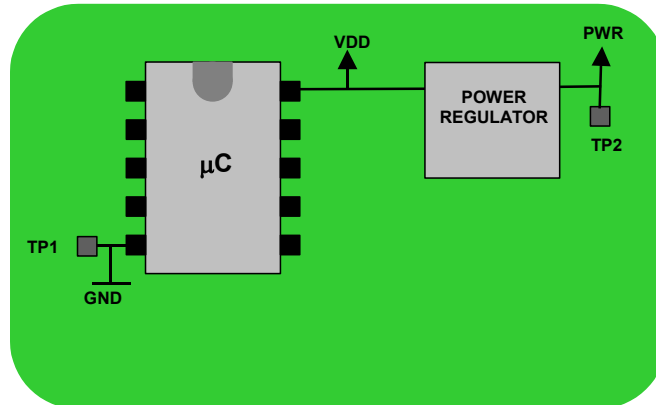 PWR
VDD
POWER
REGULATOR
TP2
μC
TP1
GND